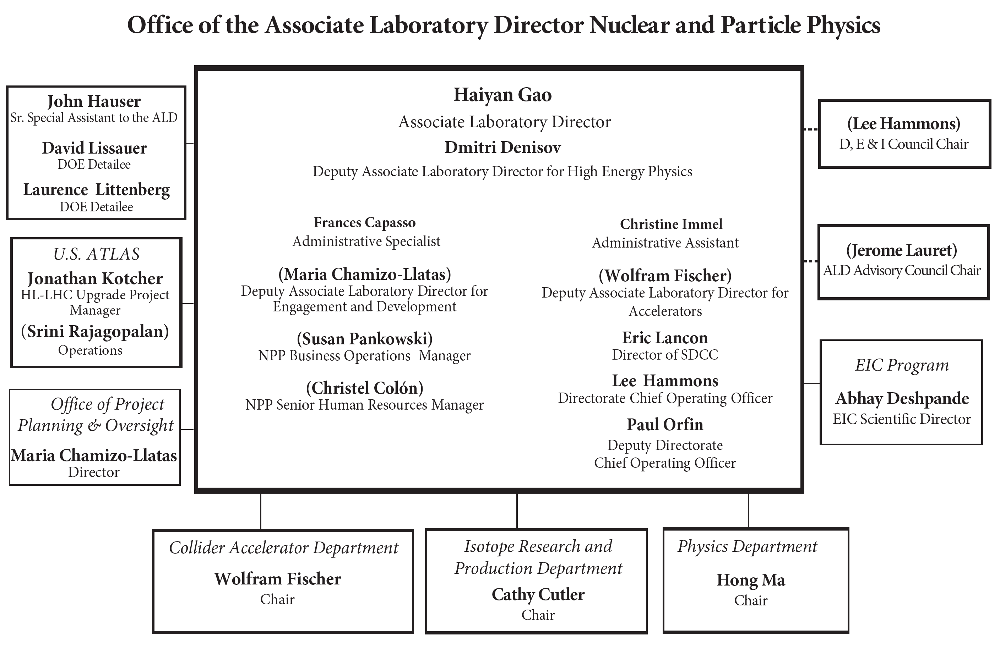 Office of the Associate Laboratory Director Nuclear and Particle Physics
John Hauser
Sr. Special Assistant to the ALD
David Lissauer
DOE Detailee
Laurence Littenberg
DOE Detailee
U.S. ATLAS
Jonathan Kotcher
HL-LHC Upgrade Project
Manager
(Srini Rajagopalan)
Operations
Office of Project
Planning & Oversight
Maria Chamizo-Llatas
Director
Haiyan Gao
Associate Laboratory Director
Dmitri Denisov
Deputy Associate Laboratory Director for High Energy Physics
Frances Capasso
Administrative Specialist
(Maria Chamizo-Llatas)
Deputy Associate Laboratory Director for
Engagement and Development
(Susan Pankowski)
NPP Business Operations Manager
(Christel Colón)
NPP Senior Human Resources Manager
Christine Immel
Administrative Assistant
(Wolfram Fischer)
Deputy Associate Laboratory Director for
Accelerators
Eric Lancon
Director of SDCC
Lee Hammons
Directorate Chief Operating Officer
Paul Orfin
Deputy Directorate
Chief Operating Officer
(Lee Hammons)
D, E & I Council Chair
(Jerome Lauret)
ALD Advisory Council Chair
EIC Program
Abhay Deshpande
EIC Scientific Director
Collider Accelerator Department
Wolfram Fischer
Chair
Isotope Research and
Production Department
Cathy Cutler
Chair
Physics Department
Hong Ma
Chair